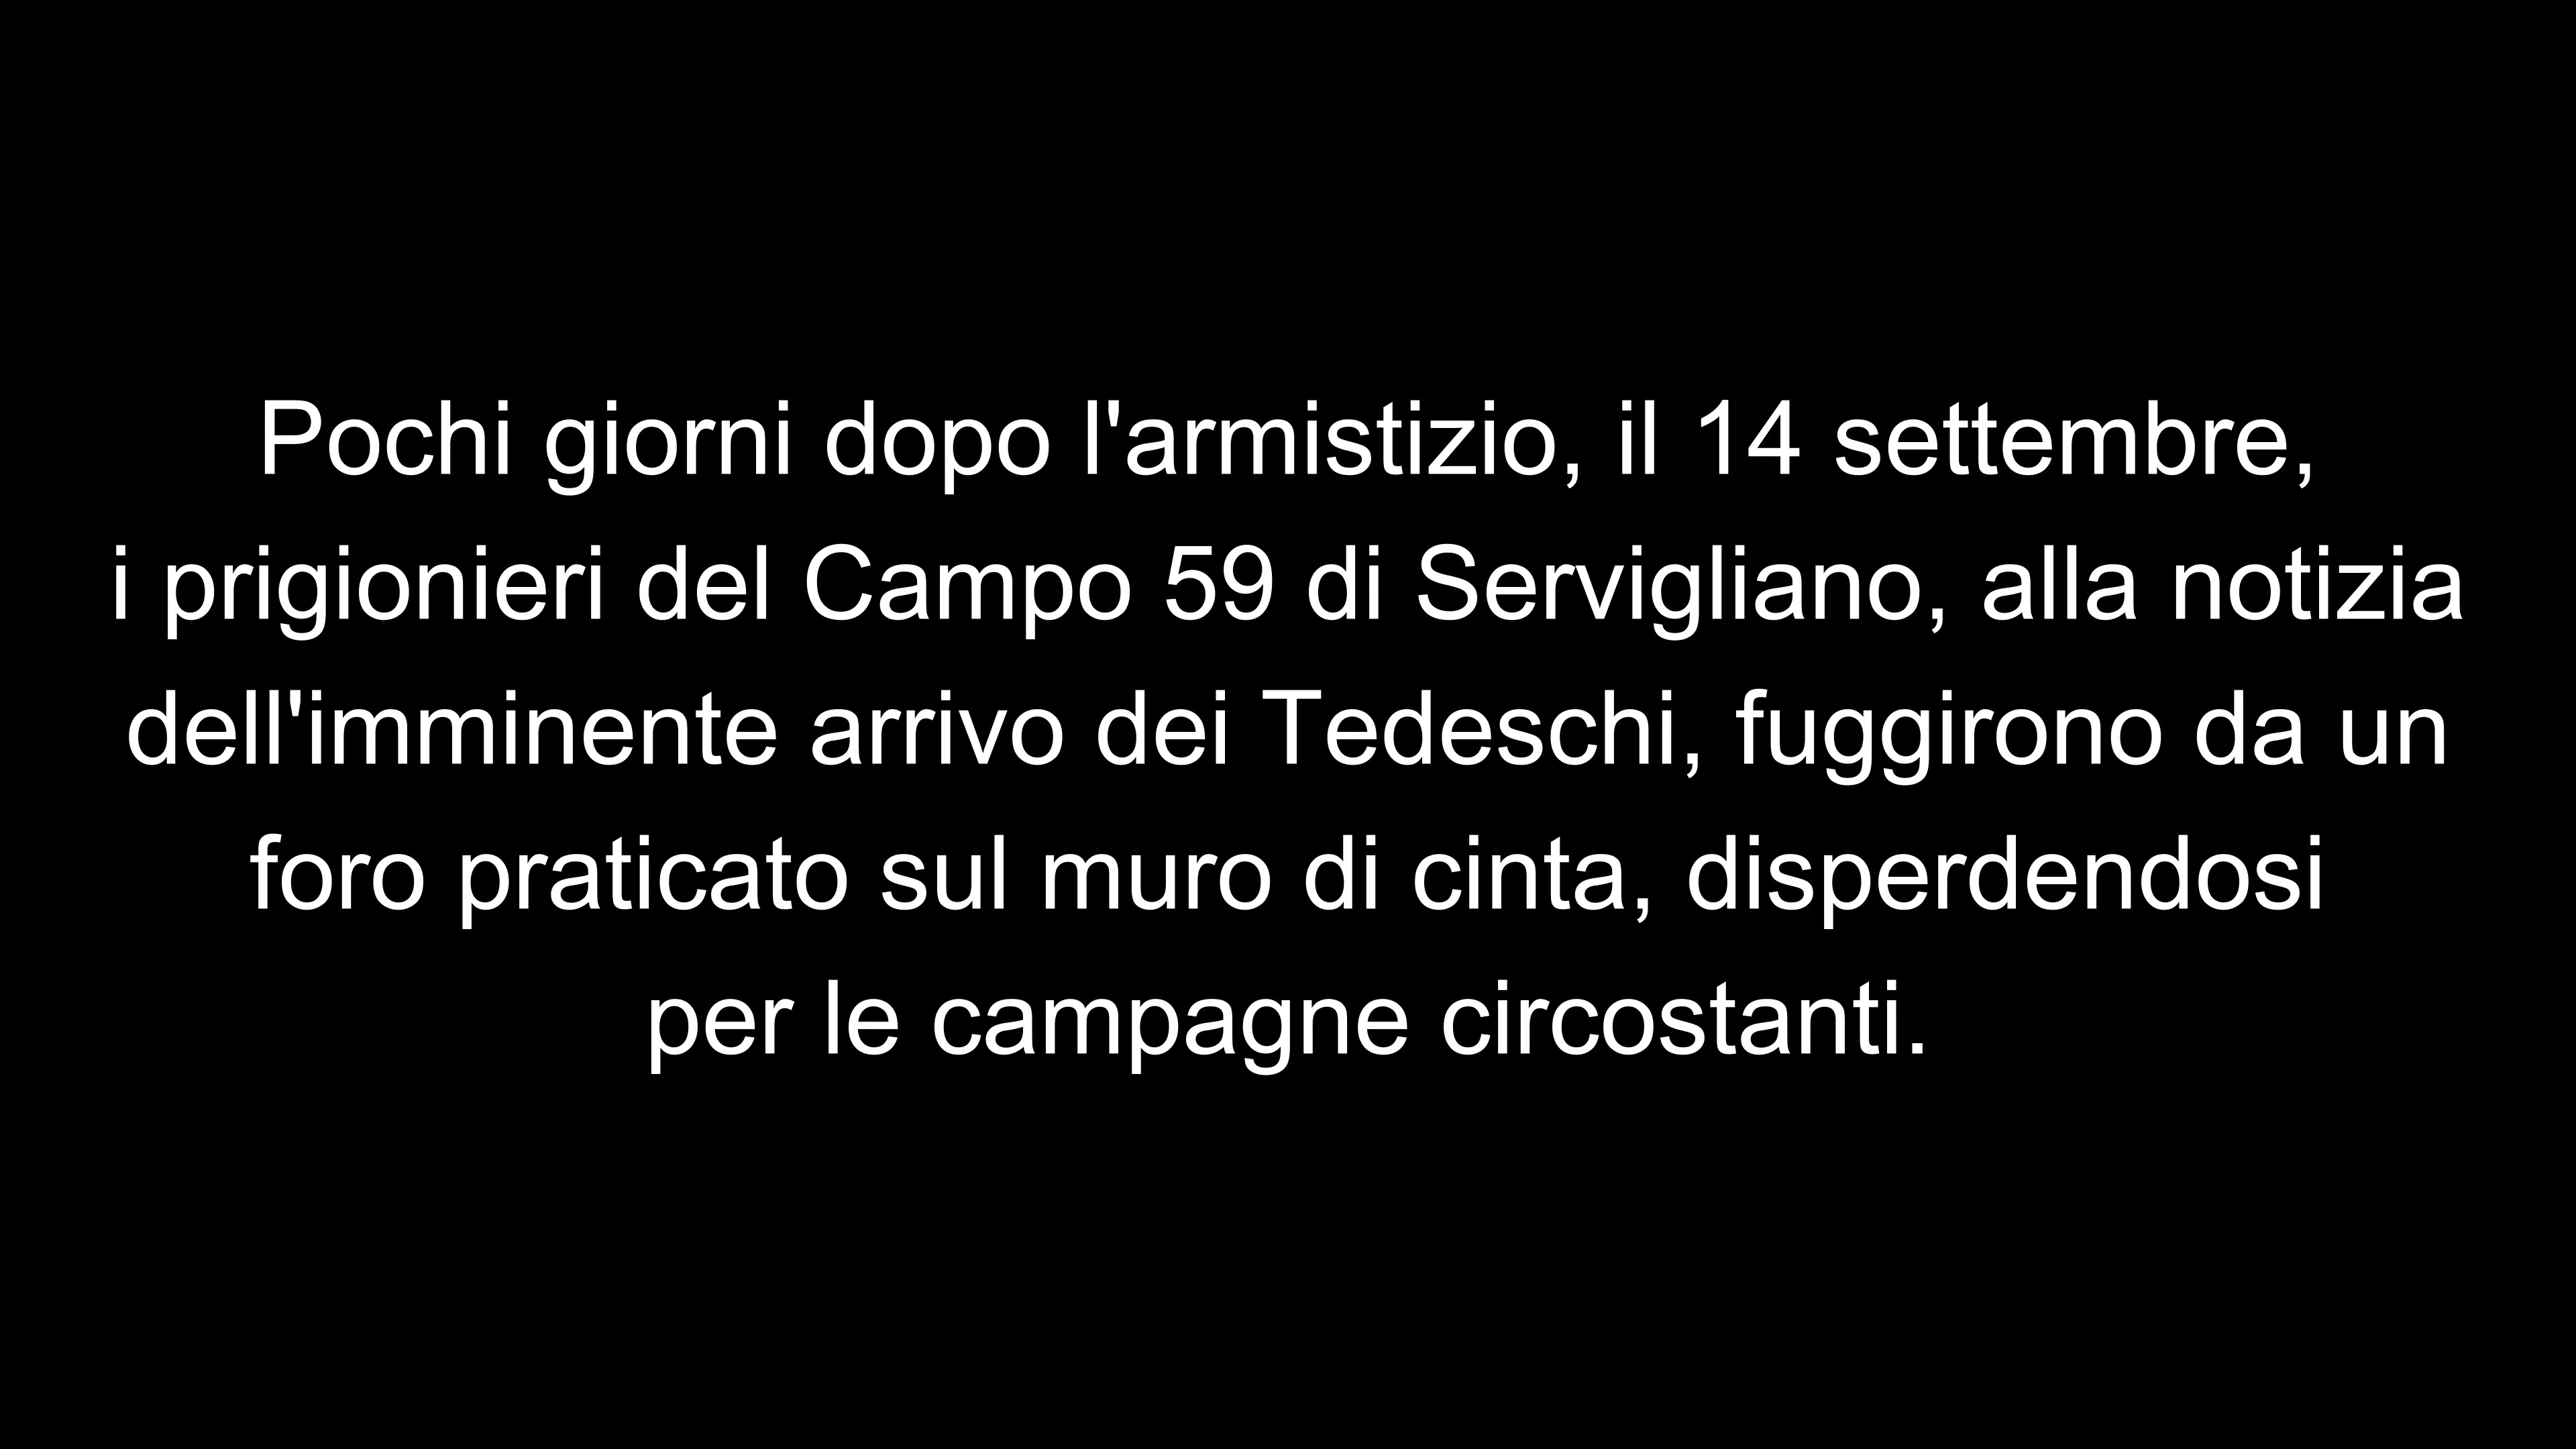 Pochi giorni dopo l'armistizio, il 14 settembre,
i prigionieri del Campo 59 di Servigliano, alla notizia
dell'imminente arrivo dei Tedeschi, fuggirono da un
foro praticato sul muro di cinta, disperdendosi
per le campagne circostanti.